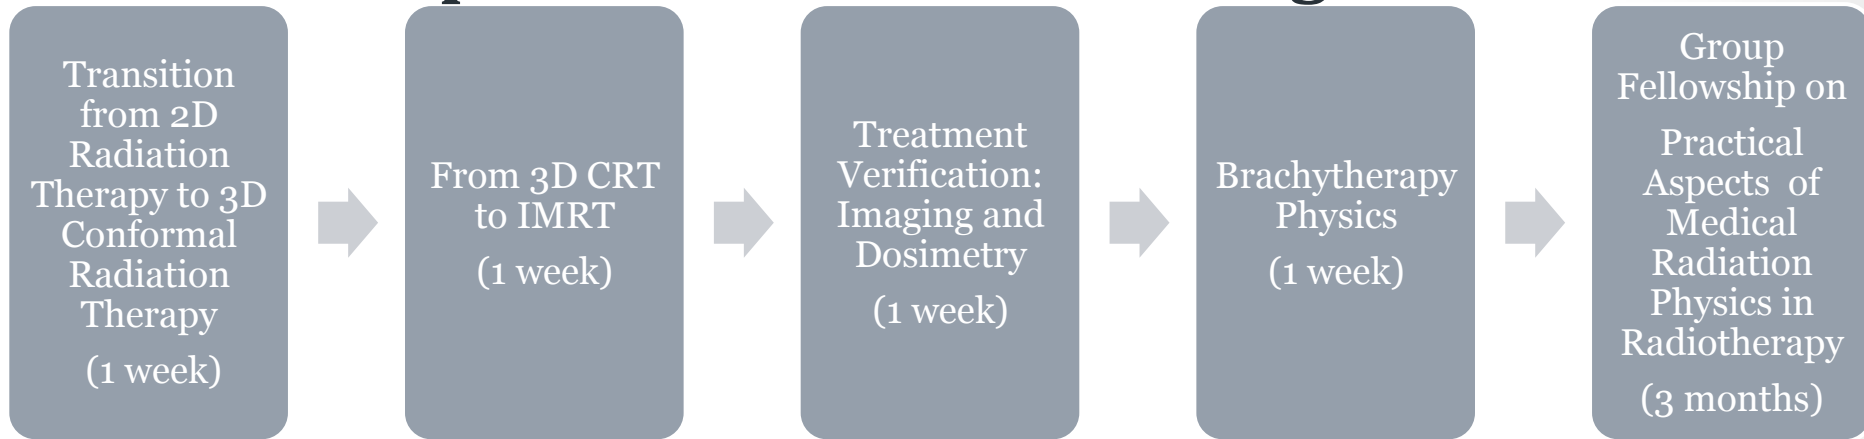 Transition
from 2D
Radiation
Therapy to 3D
Conformal
Radiation
Therapy
(1 week)
From 3D CRT
to IMRT
(1 week)
Treatment
Verification:
Imaging and
Dosimetry
(1 week)
Brachytherapy
Physics
(1 week)
Group
Fellowship on
Practical
Aspects of
Medical
Radiation
Physics in
Radiotherapy
(3 months)